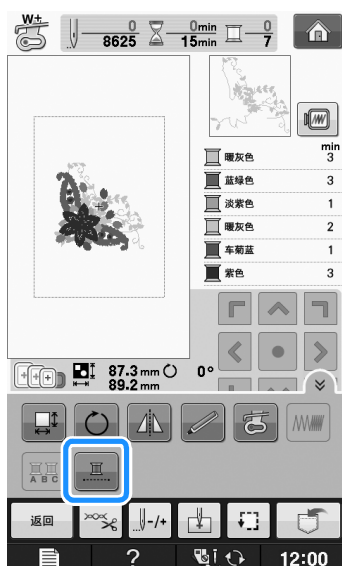 W+ 0 0min 0
8625 15min 7
min
暖灰色 3
蓝绿色 3
淡紫色 1
暖灰色 2
车菊蓝 1
紫色 3
87.3 mm 0°
89.2 mm
A B C
返回 -/+
? 12:00